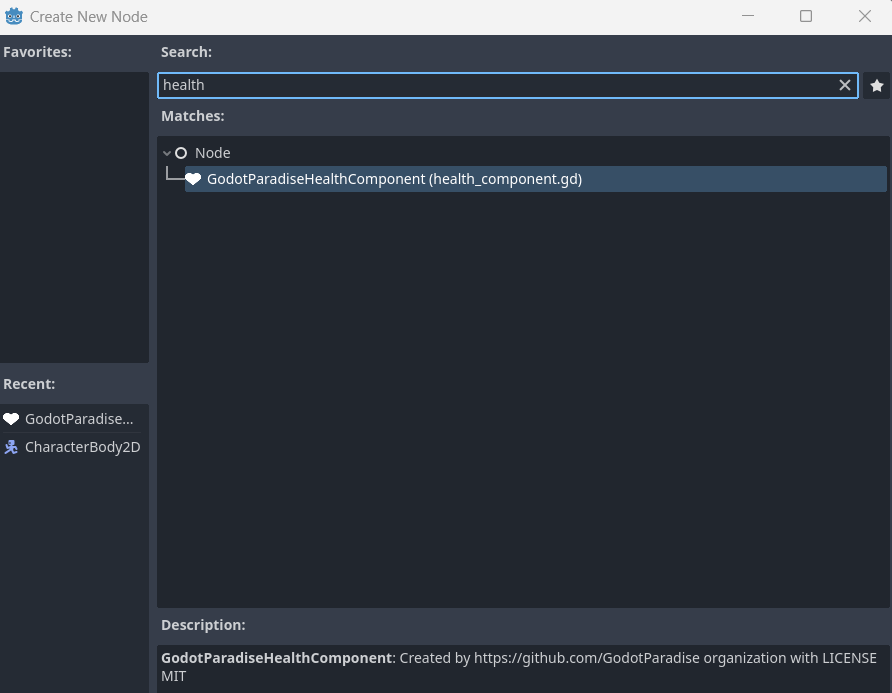 Create New Node
Favorites:
Search:
health
Matches:
Node
GodotParadiseHealthComponent (health_component.gd)
Recent:
GodotParadise...
CharacterBody2D
Description:
GodotParadiseHealthComponent: Created by https://github.com/GodotParadise organization with LICENSE
MIT